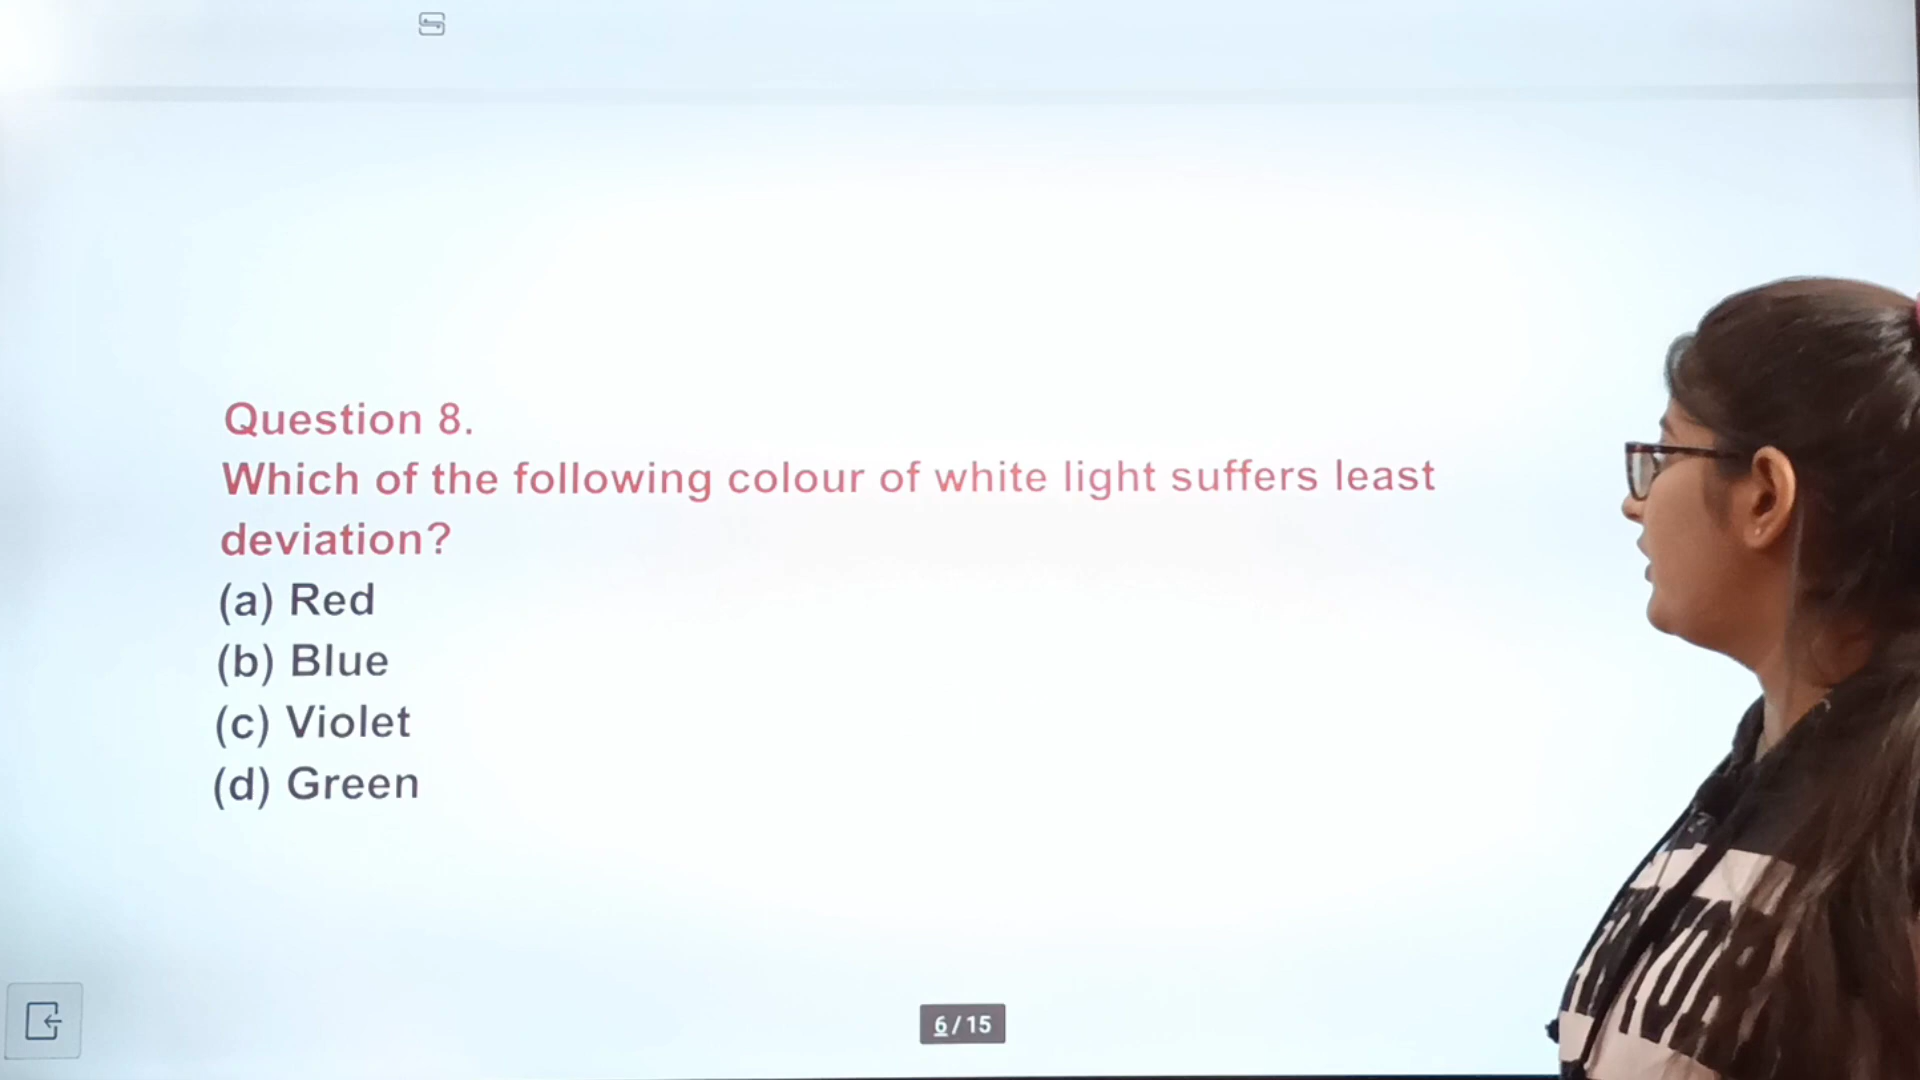 Question 8.
Which of the following colour of white light suffers least
deviation?
(a) Red
(b) Blue
(c) Violet
(d) Green
6/15